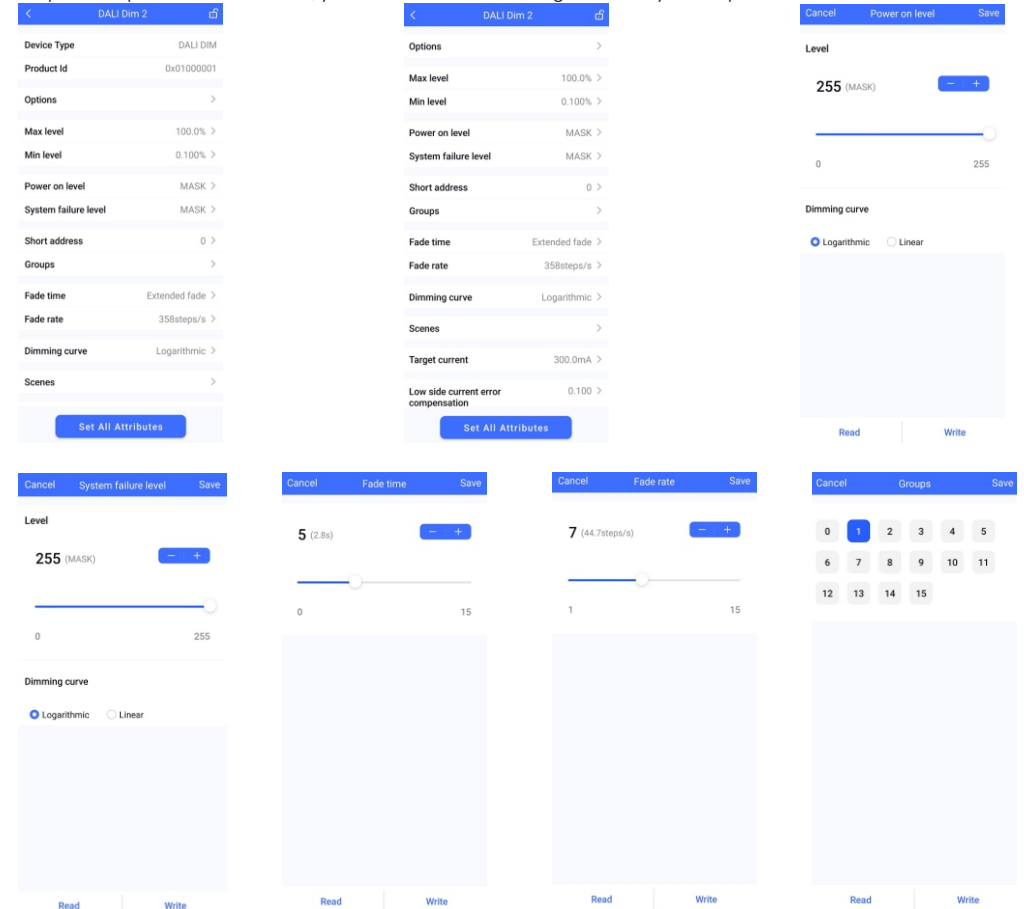 DALI Dim 2
Device Type DALI DIM
Product Id 0x01000001
Options
Max level 100.0%
Min level 0.100%
Power on level MASK
System failure level MASK
Short address 0
Groups
Fade time Extended fade
Fade rate 358steps/s
Dimming curve Logarithmic
Scenes
Set All Attributes
DALI Dim 2
Options
Max level 100.0%
Min level 0.100%
Power on level MASK
System failure level MASK
Short address 0
Groups
Fade time Extended fade
Fade rate 358steps/s
Dimming curve Logarithmic
Scenes
Target current 300.0mA
Low side current error 0.100
compensation
Set All Attributes
Cancel Power on level Save
Level
255 (MASK) - +
0 255
Dimming curve
Logarithmic Linear
Read Write
Cancel System failure level Save
Level
255 (MASK) - +
0 255
Dimming curve
Logarithmic Linear
Read Write
Cancel Fade time Save
5 (2.8s) - +
0 15
Read Write
Cancel Fade rate Save
7 (44.7steps/s) - +
1 15
Read Write
Cancel Groups Save
0 1 2 3 4 5
6 7 8 9 10 11
12 13 14 15
Read Write